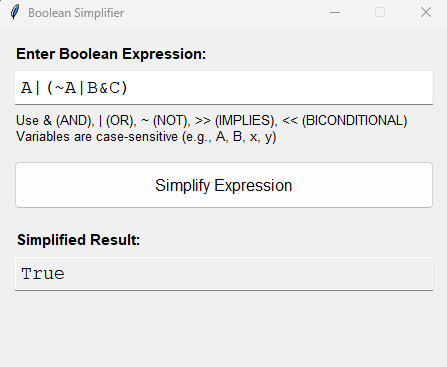 Boolean Simplifier
Enter Boolean Expression:
A|(~A|B&C)
Use & (AND), | (OR), ~ (NOT), >> (IMPLIES), << (BICONDITIONAL)
Variables are case-sensitive (e.g., A, B, x, y)
Simplify Expression
Simplified Result:
True